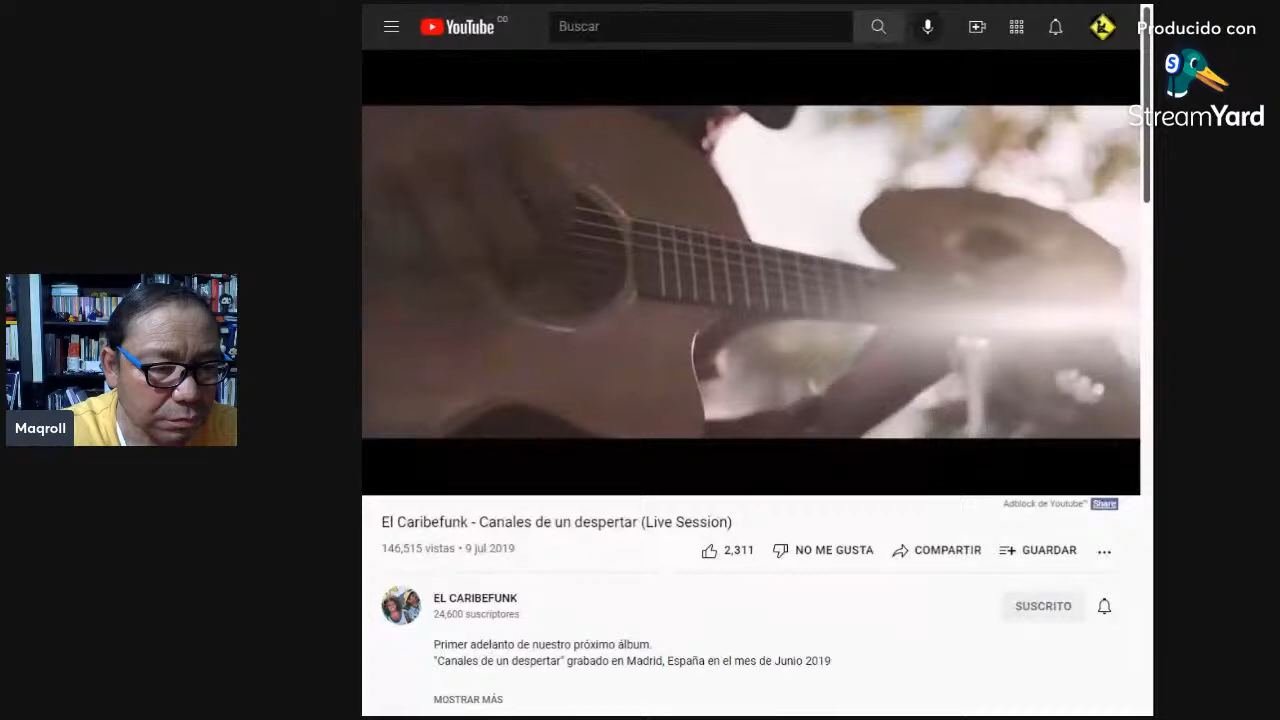 YouTube CO
Buscar
Producido con
StreamYard
Maqroll
Adblock de Youtube™ Share
El Caribefunk - Canales de un despertar (Live Session)
146,515 vistas • 9 jul 2019
2,311
NO ME GUSTA
COMPARTIR
GUARDAR
EL CARIBEFUNK
24,600 suscriptores
SUSCRITO
Primer adelanto de nuestro próximo álbum.
"Canales de un despertar" grabado en Madrid, España en el mes de Junio 2019
MOSTRAR MÁS